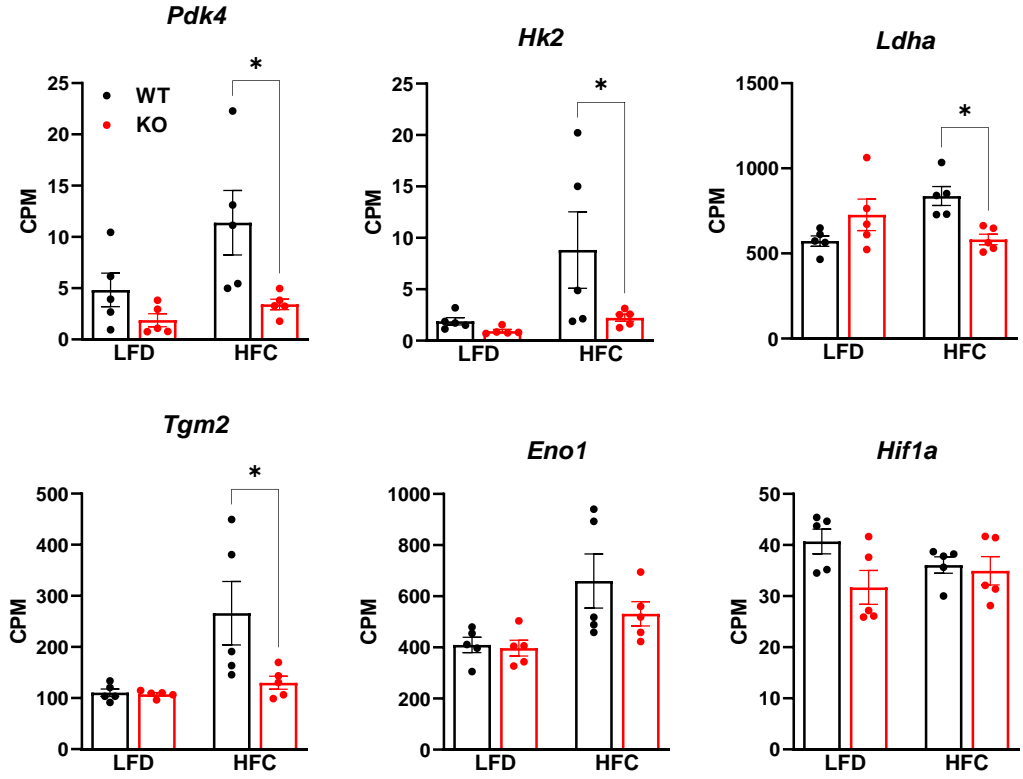 Pdk4
*
25
20
15
10
5
0
CPM
WT
KO
LFD HFC
Hk2
*
25
20
15
10
5
0
CPM
LFD HFC
Ldha
*
1500
1000
500
0
CPM
LFD HFC
Tgm2
*
500
400
300
200
100
0
CPM
LFD HFC
Eno1
1000
800
600
400
200
0
CPM
LFD HFC
Hif1a
50
40
30
20
10
0
CPM
LFD HFC